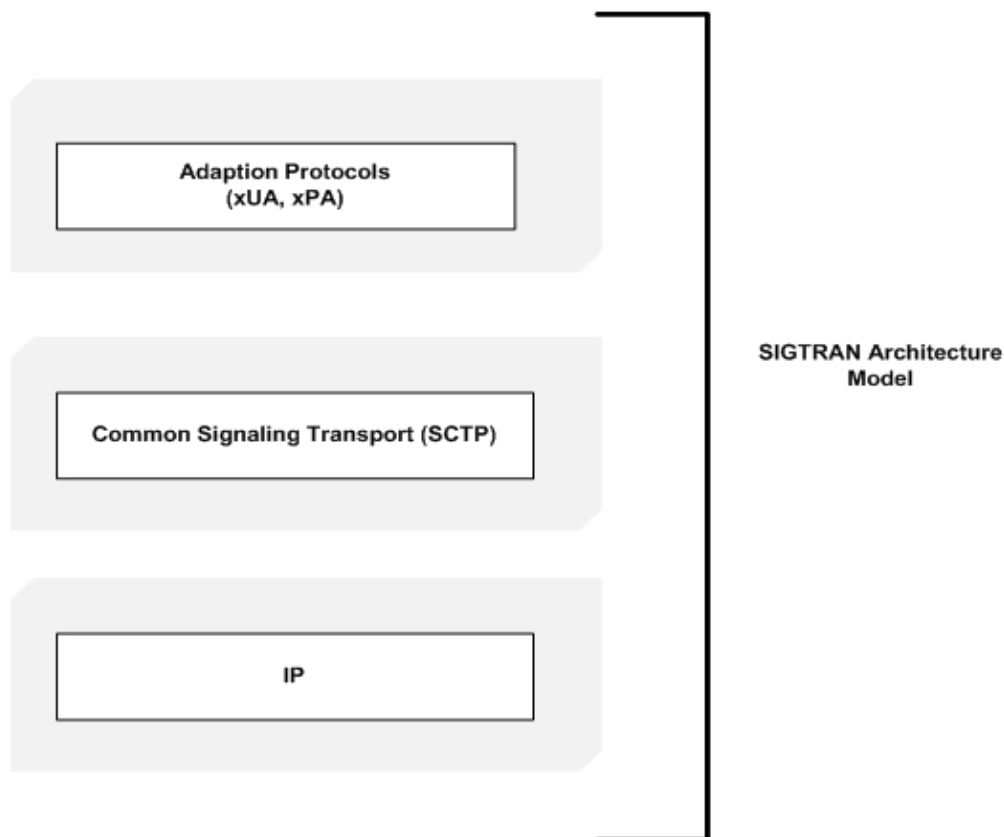 Adaption Protocols
(xUA, xPA)
SIGTRAN Architecture
Model
Common Signaling Transport (SCTP)
IP